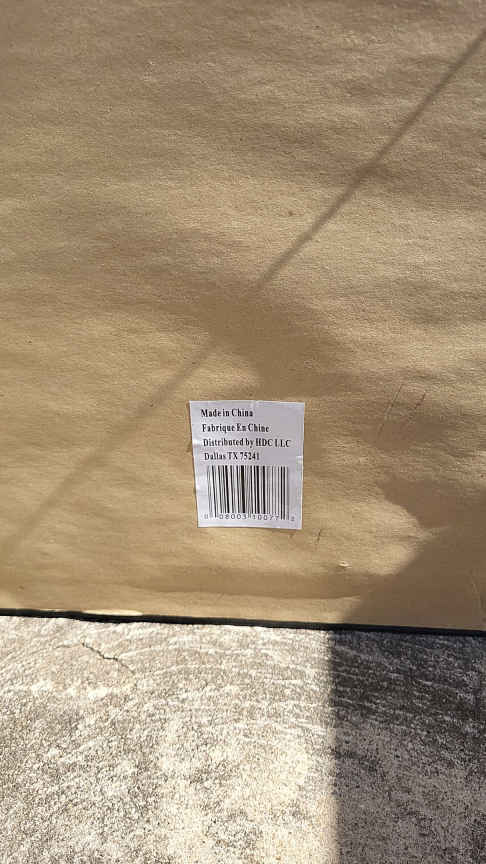 Made in China
Fabrique En Chine
Distributed by HDC LLC
Dallas TX 75241